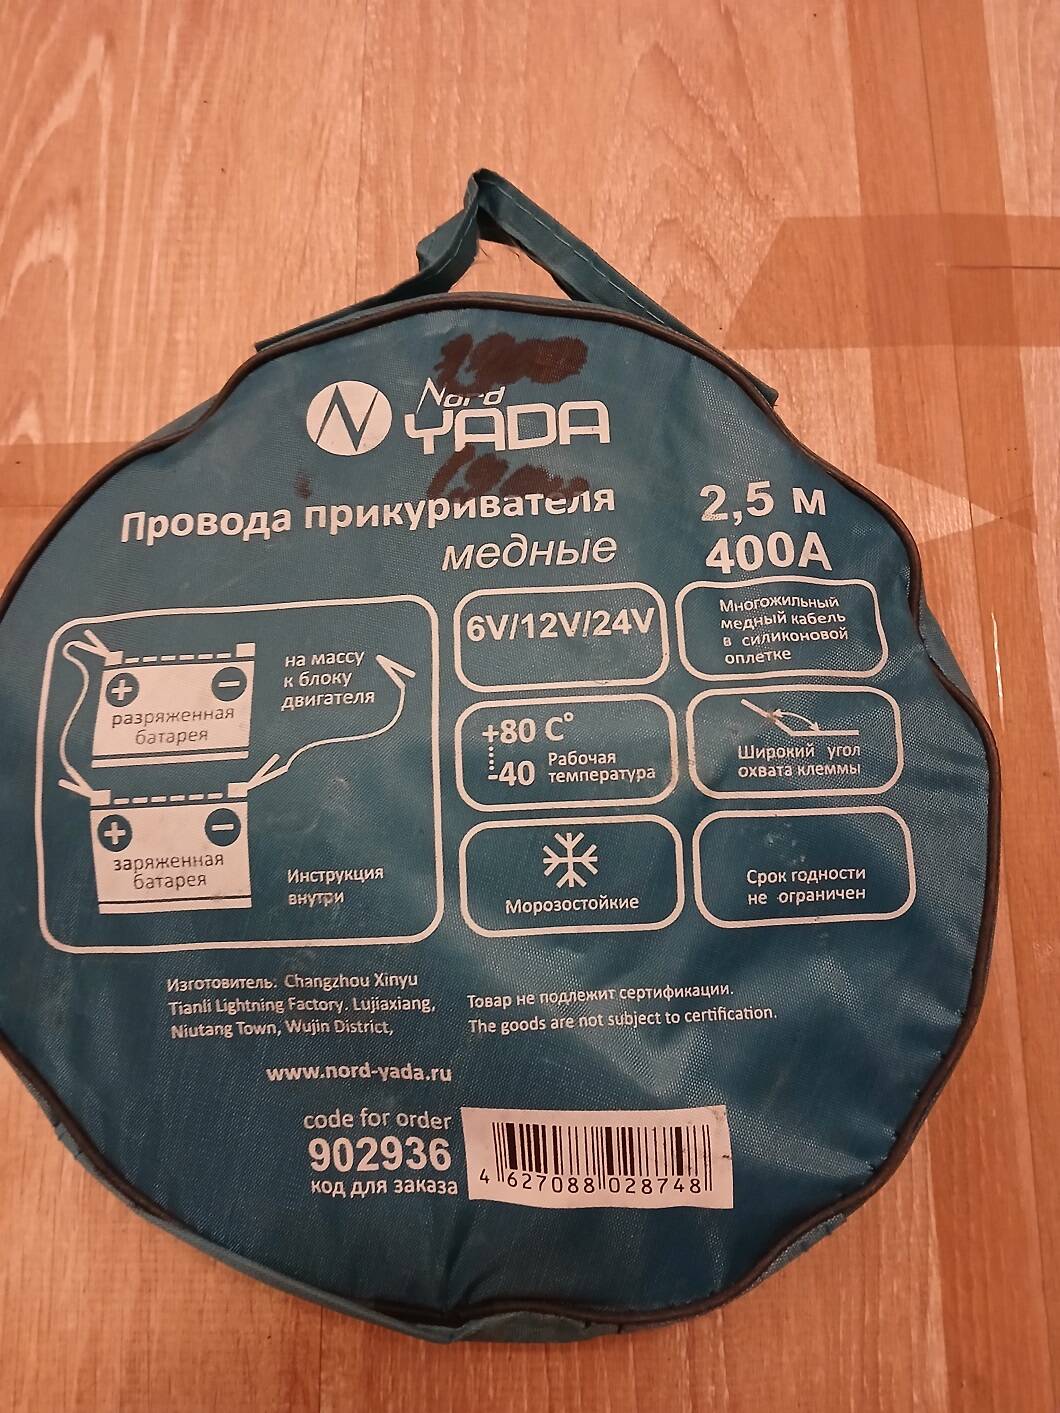 Nord
YADA
Провода прикуривателя
медные
2,5 м
400А
6V/12V/24V
Многожильный
медный кабель
в силиконовой
оплетке
на массу
к блоку
двигателя
+ −
разряженная
батарея
+ −
заряженная
батарея
Инструкция
внутри
+80 C°
-40
Рабочая
температура
Широкий угол
охвата клеммы
Морозостойкие
Срок годности
не ограничен
Изготовитель: Changzhou Xinyu
Tianli Lightning Factory. Lujiaxiang,
Niutang Town, Wujin District,
Товар не подлежит сертификации.
The goods are not subject to certification.
www.nord-yada.ru
code for order
902936
код для заказа
4 627088 028748